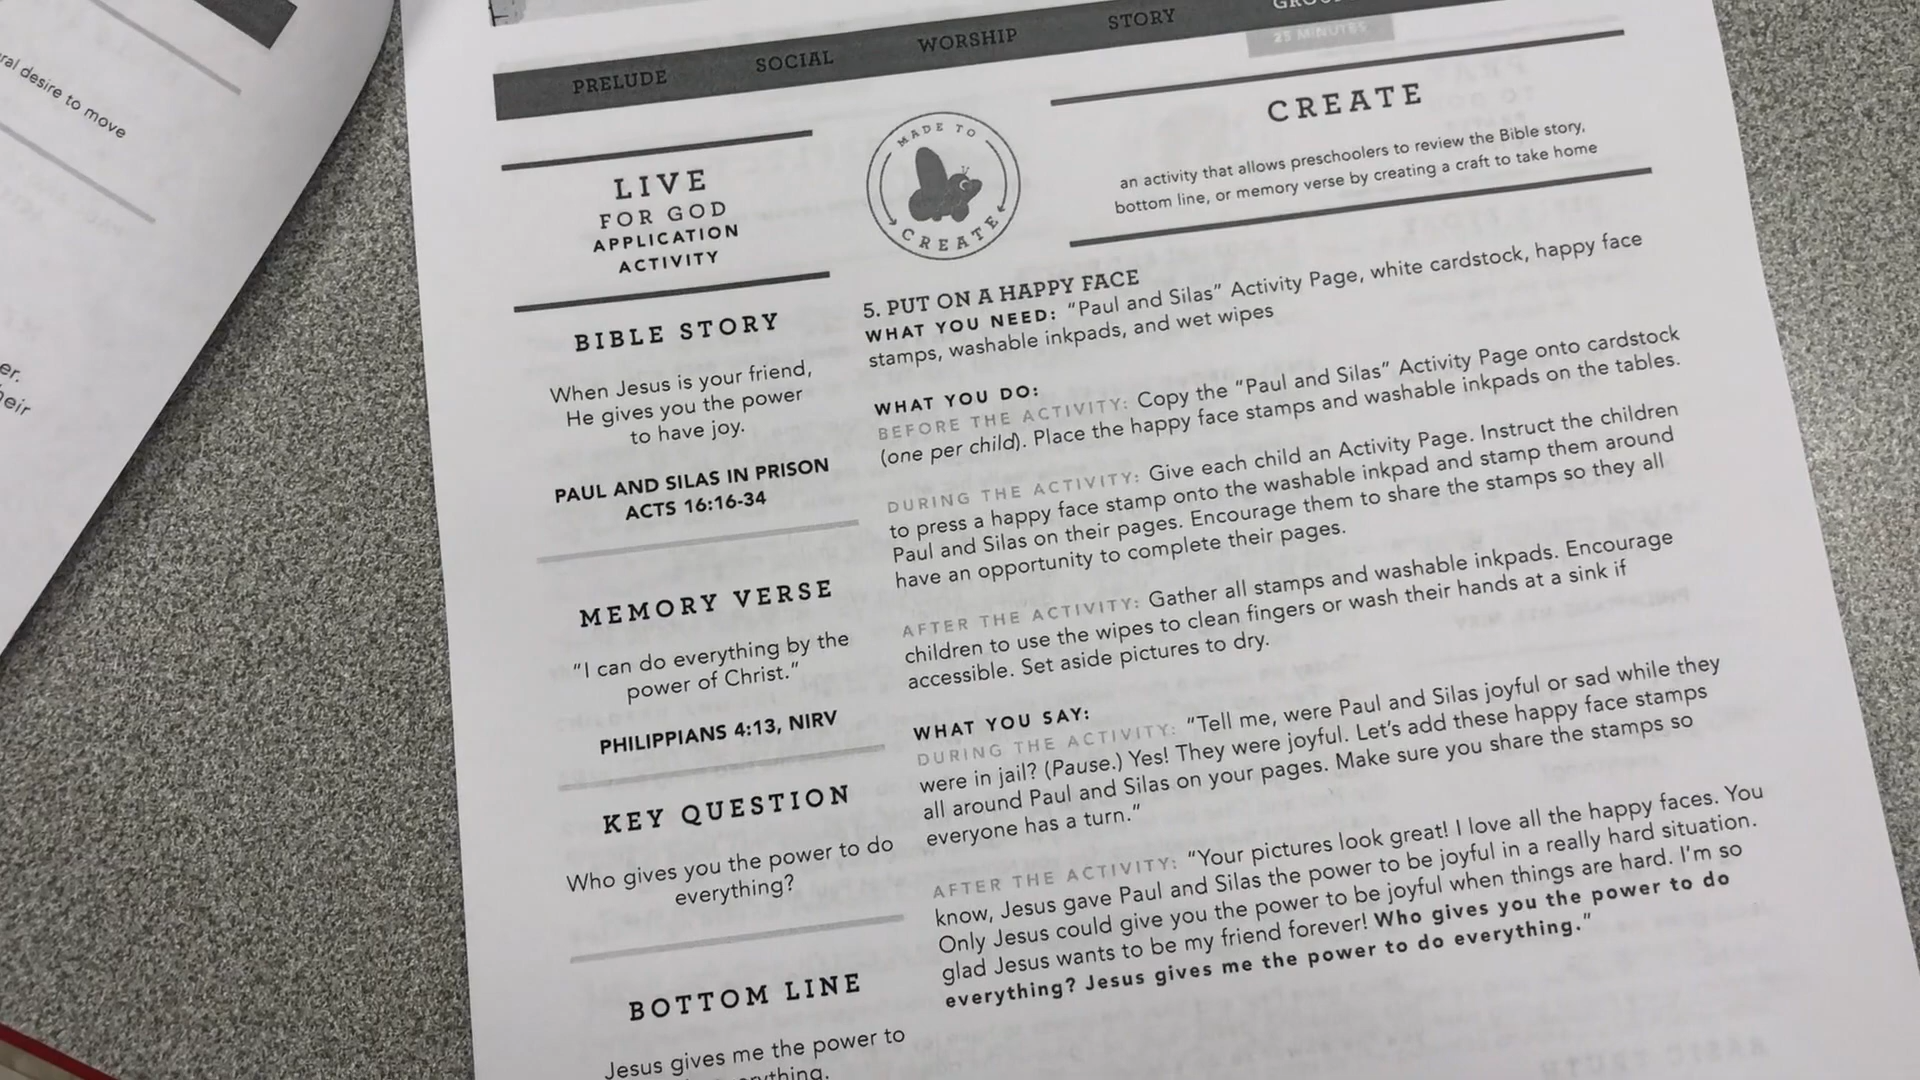 ral desire to move
er.
heir
PRELUDE SOCIAL WORSHIP STORY
25 MINUTES
LIVE
FOR GOD
APPLICATION
ACTIVITY
MADE TO
CREATE
CREATE
an activity that allows preschoolers to review the Bible story,
bottom line, or memory verse by creating a craft to take home
BIBLE STORY
When Jesus is your friend,
He gives you the power
to have joy.
PAUL AND SILAS IN PRISON
ACTS 16:16-34
MEMORY VERSE
“I can do everything by the
power of Christ.”
PHILIPPIANS 4:13, NIRV
KEY QUESTION
Who gives you the power to do
everything?
BOTTOM LINE
Jesus gives me the power to
everything.
5. PUT ON A HAPPY FACE
WHAT YOU NEED: “Paul and Silas” Activity Page, white cardstock, happy face
stamps, washable inkpads, and wet wipes
WHAT YOU DO:
BEFORE THE ACTIVITY: Copy the “Paul and Silas” Activity Page onto cardstock
(one per child). Place the happy face stamps and washable inkpads on the tables.
DURING THE ACTIVITY: Give each child an Activity Page. Instruct the children
to press a happy face stamp onto the washable inkpad and stamp them around
Paul and Silas on their pages. Encourage them to share the stamps so they all
have an opportunity to complete their pages.
AFTER THE ACTIVITY: Gather all stamps and washable inkpads. Encourage
children to use the wipes to clean fingers or wash their hands at a sink if
accessible. Set aside pictures to dry.
WHAT YOU SAY:
DURING THE ACTIVITY: “Tell me, were Paul and Silas joyful or sad while they
were in jail? (Pause.) Yes! They were joyful. Let’s add these happy face stamps
all around Paul and Silas on your pages. Make sure you share the stamps so
everyone has a turn.”
AFTER THE ACTIVITY: “Your pictures look great! I love all the happy faces. You
know, Jesus gave Paul and Silas the power to be joyful in a really hard situation.
Only Jesus could give you the power to be joyful when things are hard. I’m so
glad Jesus wants to be my friend forever! Who gives you the power to do
everything? Jesus gives me the power to do everything.”